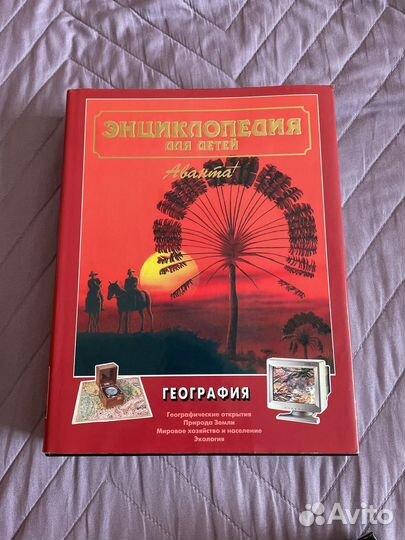 ЭНЦИКЛОПЕДИЯ
ДЛЯ ДЕТЕЙ
Аванта+
ГЕОГРАФИЯ
Географические открытия
Природа Земли
Мировое хозяйство и население
Экология
Avito